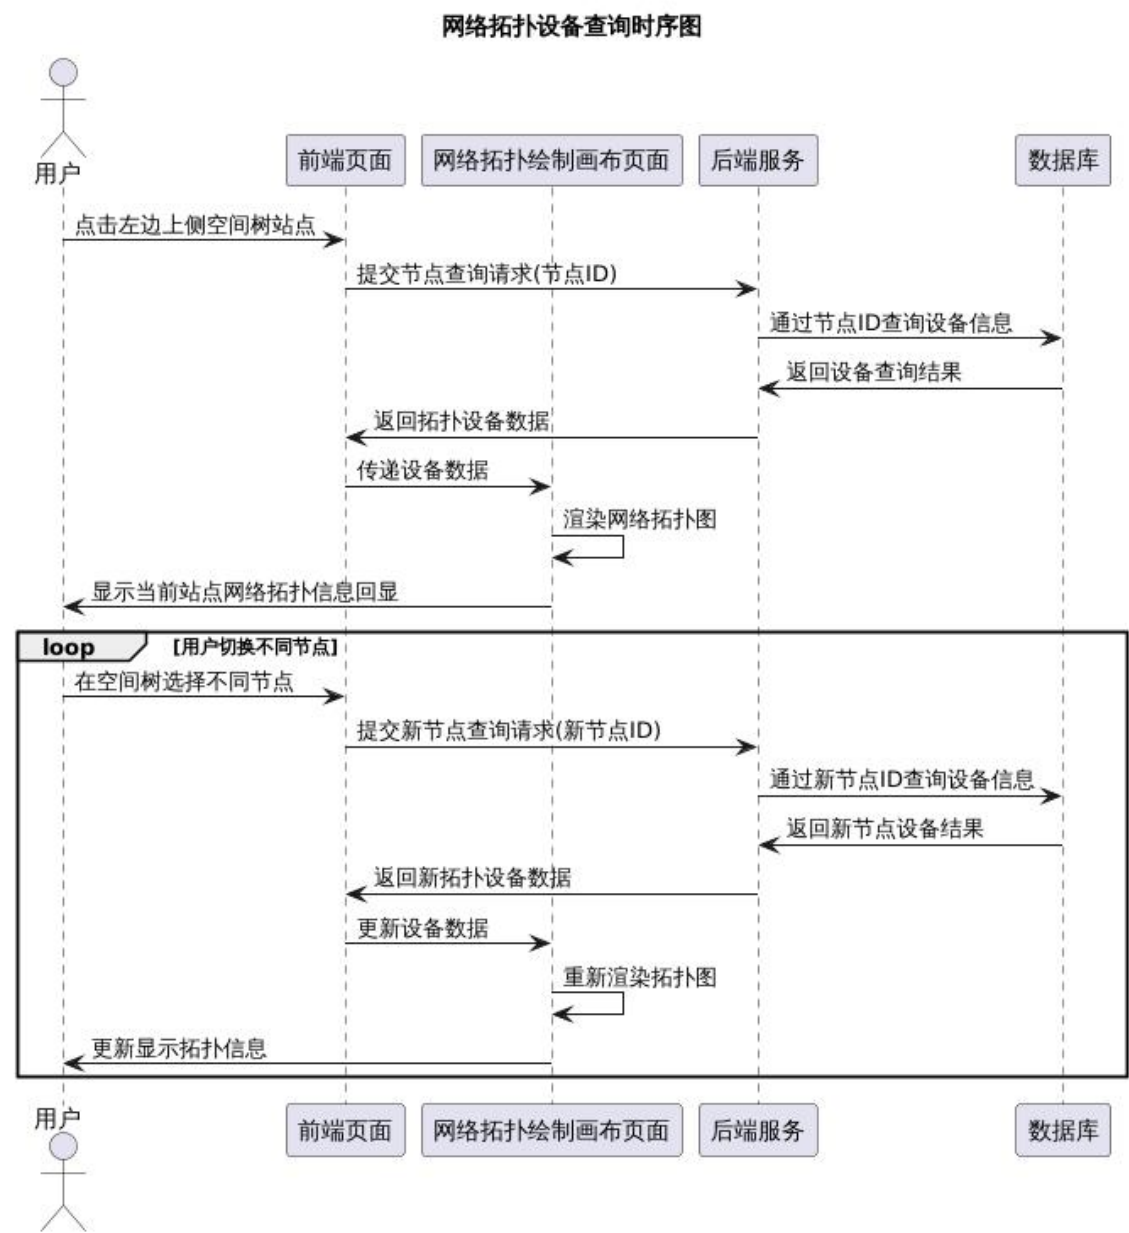 网络拓扑设备查询时序图
用户
前端页面
网络拓扑绘制画布页面
后端服务
数据库
点击左边上侧空间树站点
提交节点查询请求(节点ID)
通过节点ID查询设备信息
返回设备查询结果
返回拓扑设备数据
传递设备数据
渲染网络拓扑图
显示当前站点网络拓扑信息回显
loop [用户切换不同节点]
在空间树选择不同节点
提交新节点查询请求(新节点ID)
通过新节点ID查询设备信息
返回新节点设备结果
返回新拓扑设备数据
更新设备数据
重新渲染拓扑图
更新显示拓扑信息
用户
前端页面
网络拓扑绘制画布页面
后端服务
数据库